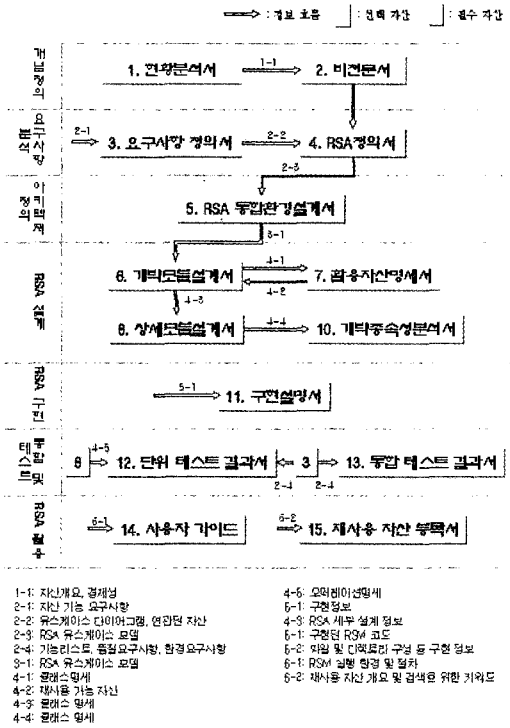 : 정보 흐름 : 선택 자산 : 필수 자산
개념정의
1. 현황분석서
1-1
2. 비전문서
요구사항 분석
2-1
3. 요구사항 정의서
2-2
4. RSA정의서
2-3
아키텍처 정의
5. RSA 통합환경설계서
3-1
RSA 설계
6. 개략모듈설계서
4-1
4-2
7. 활용자산명세서
4-3
8. 상세모듈설계서
4-4
10. 개략종속성분석서
RSA 구현
5-1
11. 구현설명서
통합 및 테스트
4-5
12. 단위 테스트 결과서
3
2-4
2-4
13. 통합 테스트 결과서
RSA 활용
6-1
14. 사용자 가이드
6-2
15. 재사용 자산 등록서
1-1: 자산개요, 경제성
2-1: 자산 기능 요구사항
2-2: 유스케이스 다이어그램, 연관된 자산
2-3: RSA 유스케이스 모델
2-4: 기능리스트, 품질요구사항, 환경요구사항
3-1: RSA 유스케이스 모델
4-1: 클래스명세
4-2: 재사용 가능 자산
4-3: 클래스 명세
4-4: 클래스 명세
4-5: 오퍼레이션명세
5-1: 구현정보
4-3: RSA 세부 설계 정보
5-1: 구현된 RSM 코드
5-2: 파일 및 디렉토리 구성 등 구현 정보
6-1: RSM 실행 환경 및 절차
6-2: 재사용 자산 개요 및 검색을 위한 키워드